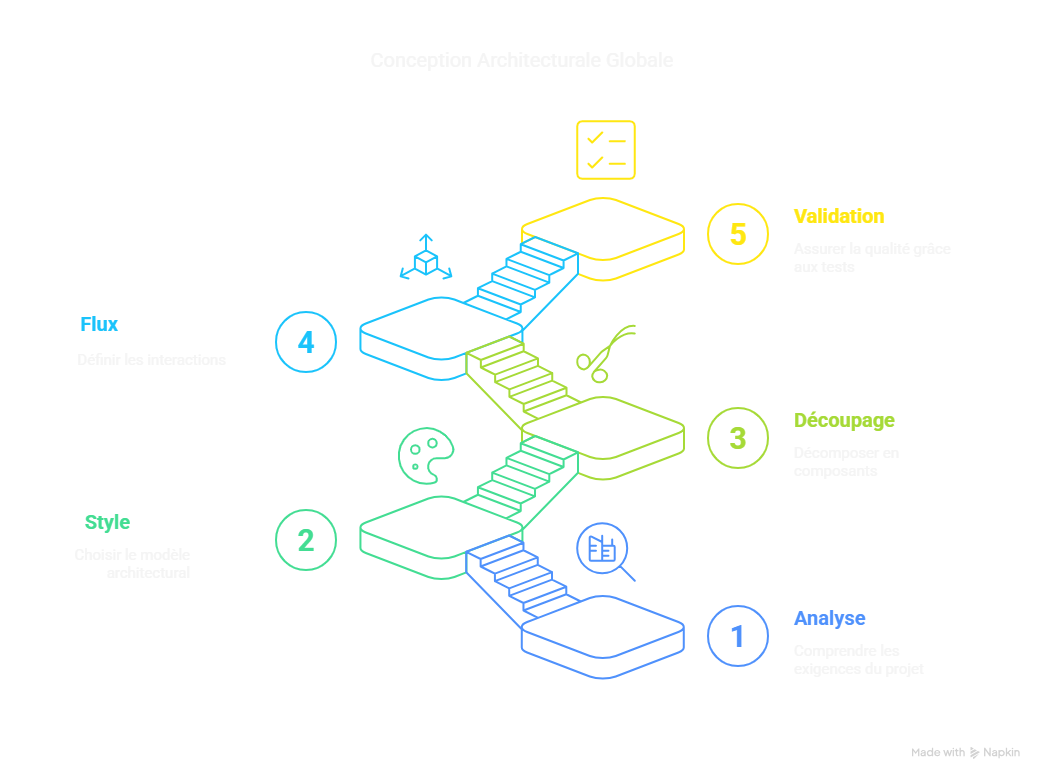 Conception Architecturale Globale
5
Validation
Assurer la qualité grâce
aux tests
Flux
4
Définir les interactions
3
Découpage
Décomposer en
composants
Style
2
Choisir le modèle
architectural
1
Analyse
Comprendre les
exigences du projet
Made with Napkin